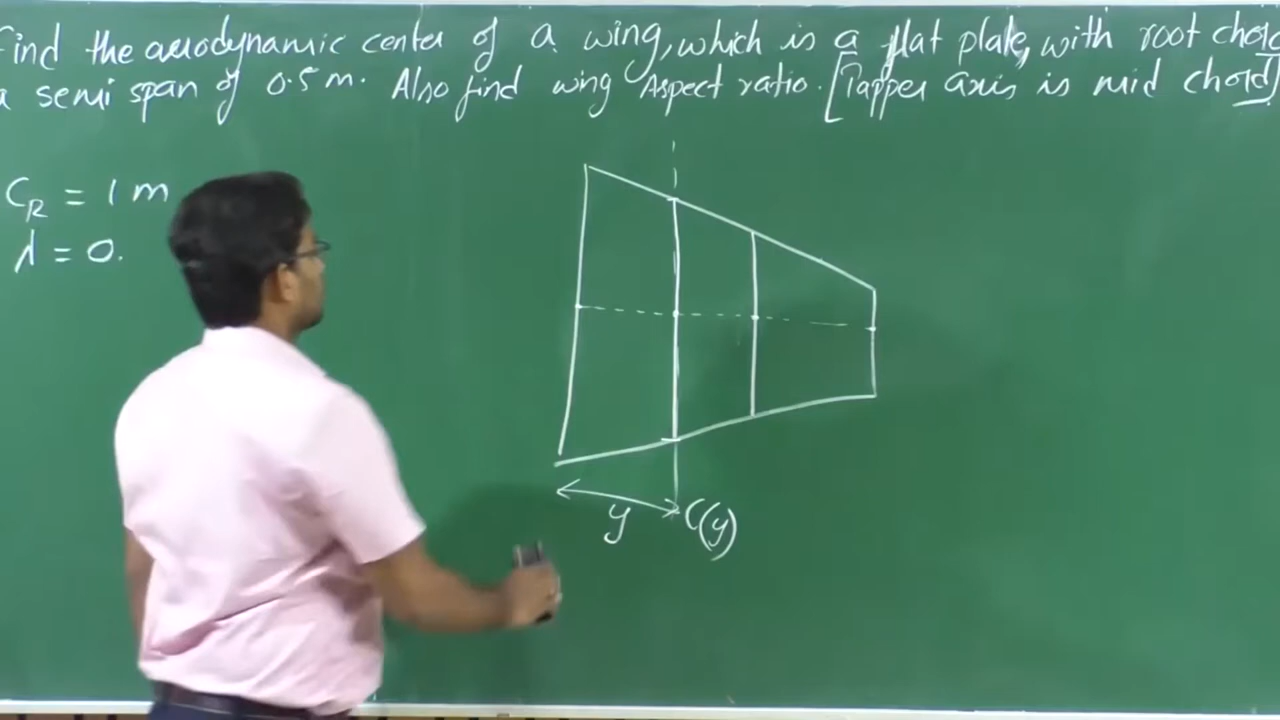 Find the aerodynamic center of a wing, which is a flat plate, with root chord
a semi span of 0.5 m. Also find wing Aspect ratio. [Tapper axis is mid chord]
C_R = 1 m
λ = 0.
y
C(y)